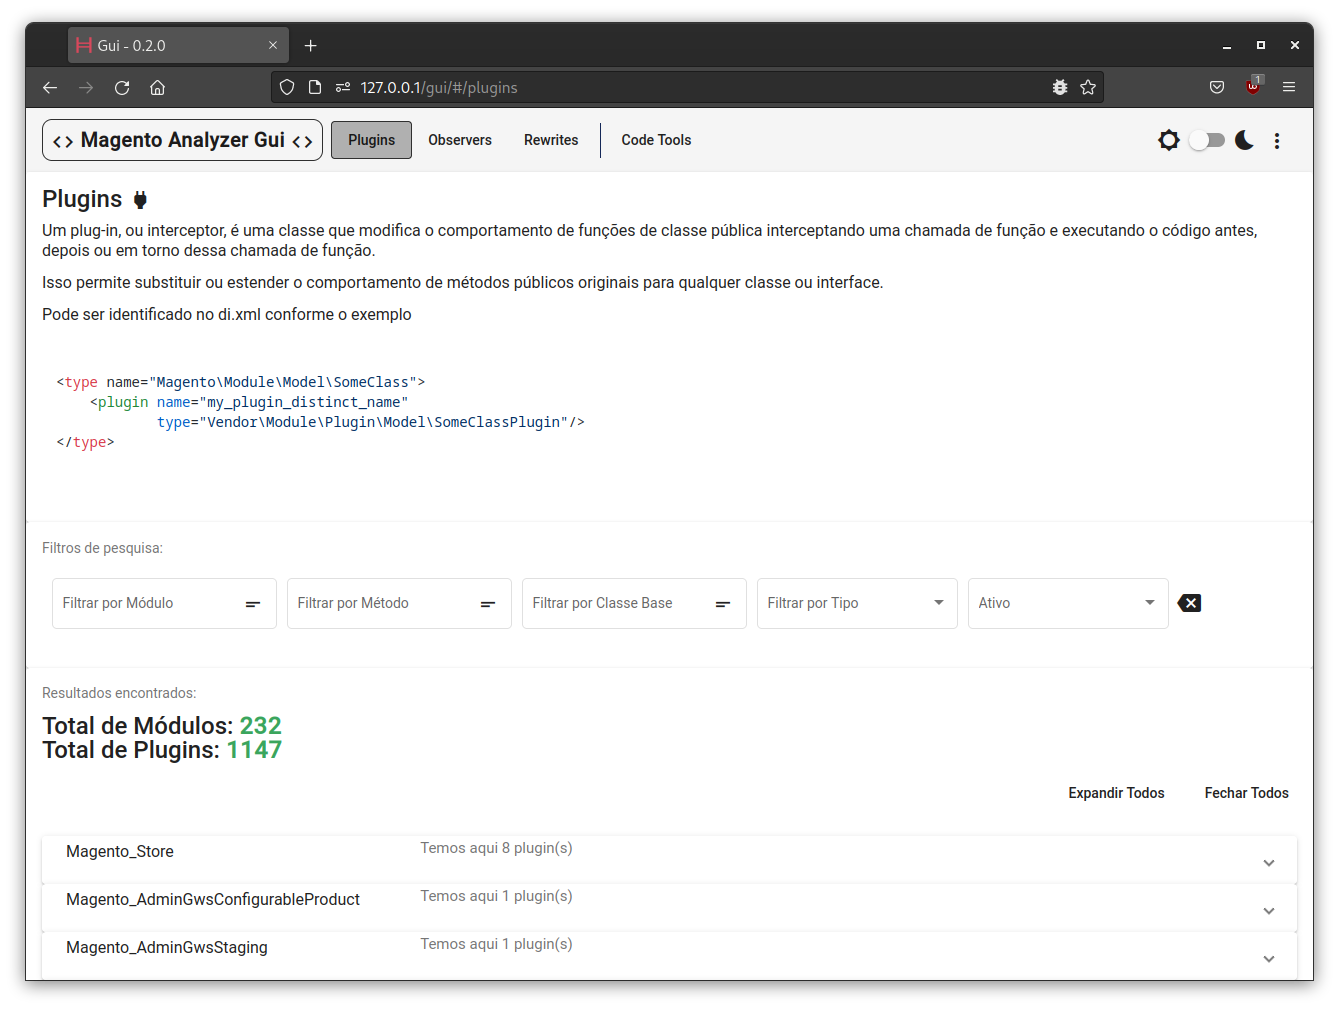 Gui - 0.2.0
127.0.0.1/gui/#/plugins
1
<> Magento Analyzer Gui <>
Plugins
Observers
Rewrites
Code Tools
Plugins
Um plug-in, ou interceptor, é uma classe que modifica o comportamento de funções de classe pública interceptando uma chamada de função e executando o código antes,
depois ou em torno dessa chamada de função.
Isso permite substituir ou estender o comportamento de métodos públicos originais para qualquer classe ou interface.
Pode ser identificado no di.xml conforme o exemplo
<type name="Magento\Module\Model\SomeClass">
    <plugin name="my_plugin_distinct_name"
            type="Vendor\Module\Plugin\Model\SomeClassPlugin"/>
</type>
Filtros de pesquisa:
Filtrar por Módulo
Filtrar por Método
Filtrar por Classe Base
Filtrar por Tipo
Ativo
Resultados encontrados:
Total de Módulos: 232
Total de Plugins: 1147
Expandir Todos
Fechar Todos
Magento_Store
Temos aqui 8 plugin(s)
Magento_AdminGwsConfigurableProduct
Temos aqui 1 plugin(s)
Magento_AdminGwsStaging
Temos aqui 1 plugin(s)